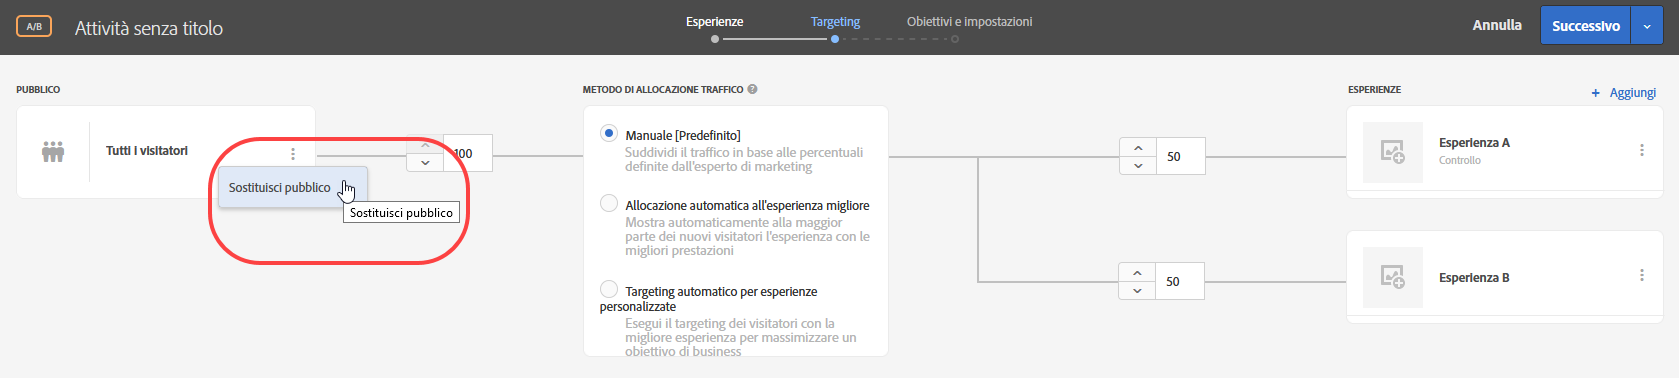 A/B
Attività senza titolo
Esperienze
Targeting
Obiettivi e impostazioni
Annulla
Successivo
PUBBLICO
Tutti i visitatori
Sostituisci pubblico
Sostituisci pubblico
100
METODO DI ALLOCAZIONE TRAFFICO ?
Manuale [Predefinito]
Suddividi il traffico in base alle percentuali
definite dall'esperto di marketing
Allocazione automatica all'esperienza migliore
Mostra automaticamente alla maggior
parte dei nuovi visitatori l'esperienza con le
migliori prestazioni
Targeting automatico per esperienze
personalizzate
Esegui il targeting dei visitatori con la
migliore esperienza per massimizzare un
obiettivo di business
50
50
ESPERIENZE
+ Aggiungi
Esperienza A
Controllo
Esperienza B